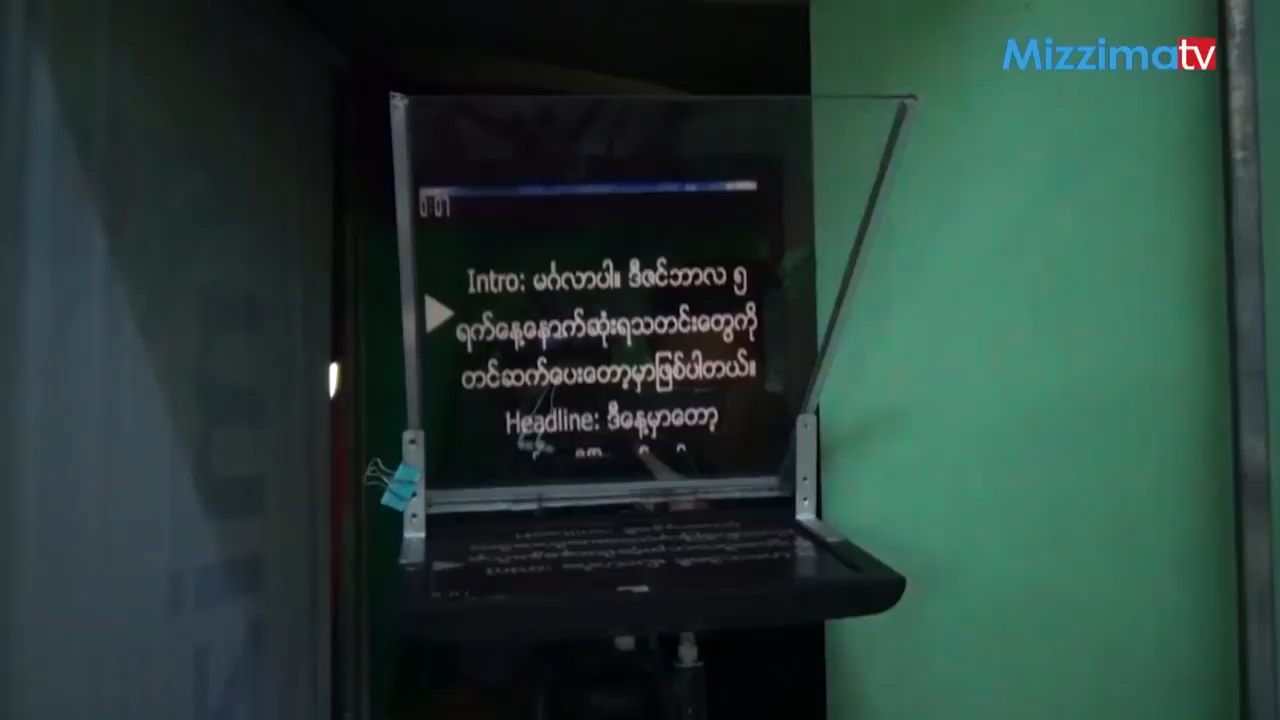 Mizzimatv
Intro: မင်္ဂလာပါ။ ဒီဇင်ဘာလ ၅
ရက်နေ့နောက်ဆုံးရသတင်းတွေကို
တင်ဆက်ပေးတော့မှာဖြစ်ပါတယ်။
Headline: ဒီနေ့မှာတော့